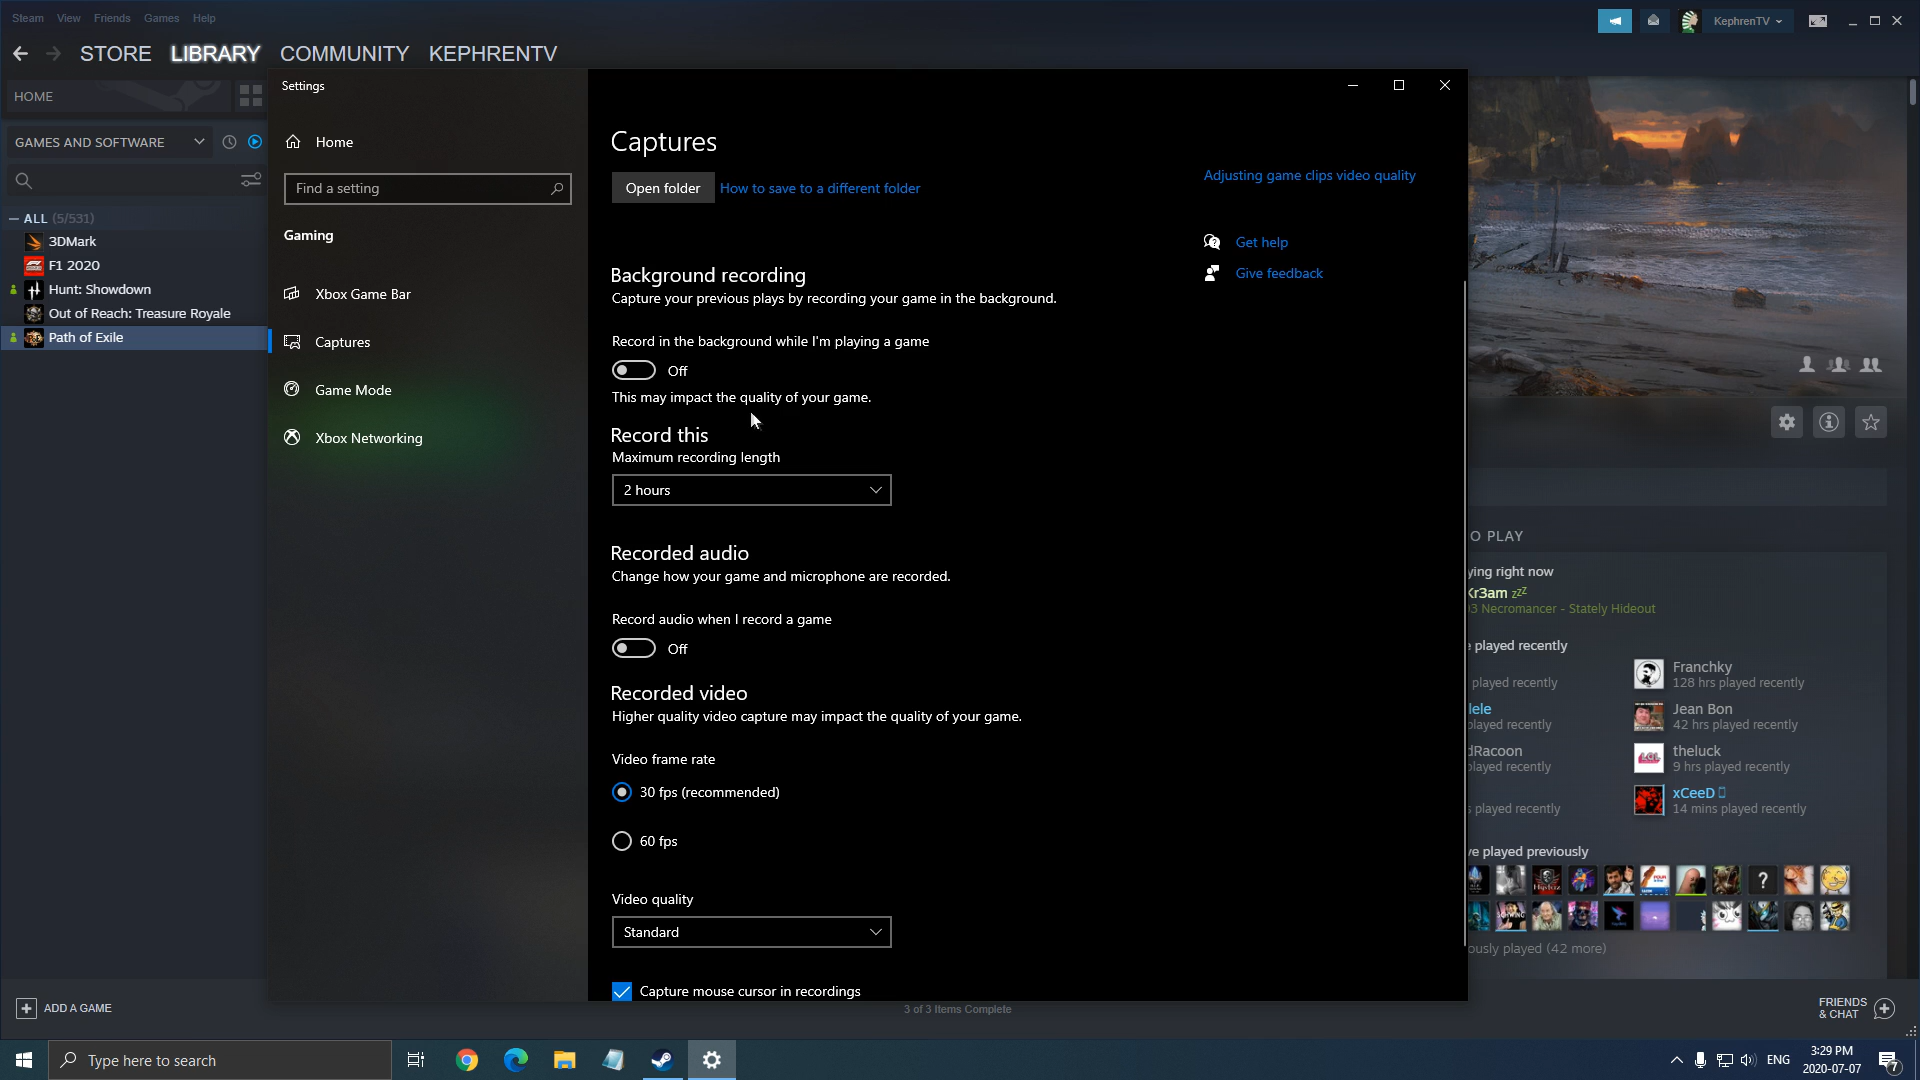 Steam View Friends Games Help
KephrenTV
STORE LIBRARY COMMUNITY KEPHRENTV
HOME
GAMES AND SOFTWARE
ALL (5/531)
3DMark
F1 2020
Hunt: Showdown
Out of Reach: Treasure Royale
Path of Exile
ADD A GAME
Settings
Home
Find a setting
Gaming
Xbox Game Bar
Captures
Game Mode
Xbox Networking
Captures
Open folder How to save to a different folder
Background recording
Capture your previous plays by recording your game in the background.
Record in the background while I'm playing a game
Off
This may impact the quality of your game.
Record this
Maximum recording length
2 hours
Recorded audio
Change how your game and microphone are recorded.
Record audio when I record a game
Off
Recorded video
Higher quality video capture may impact the quality of your game.
Video frame rate
30 fps (recommended)
60 fps
Video quality
Standard
Capture mouse cursor in recordings
Adjusting game clips video quality
Get help
Give feedback
3 of 3 Items Complete
O PLAY
ying right now
Kr3am zzZ
3 Necromancer - Stately Hideout
played recently
Franchky
played recently 128 hrs played recently
lele Jean Bon
played recently 42 hrs played recently
dRacoon theluck
played recently 9 hrs played recently
xCeeD
played recently 14 mins played recently
ve played previously
ously played (42 more)
FRIENDS
& CHAT
Type here to search
ENG
3:29 PM
2020-07-07
7